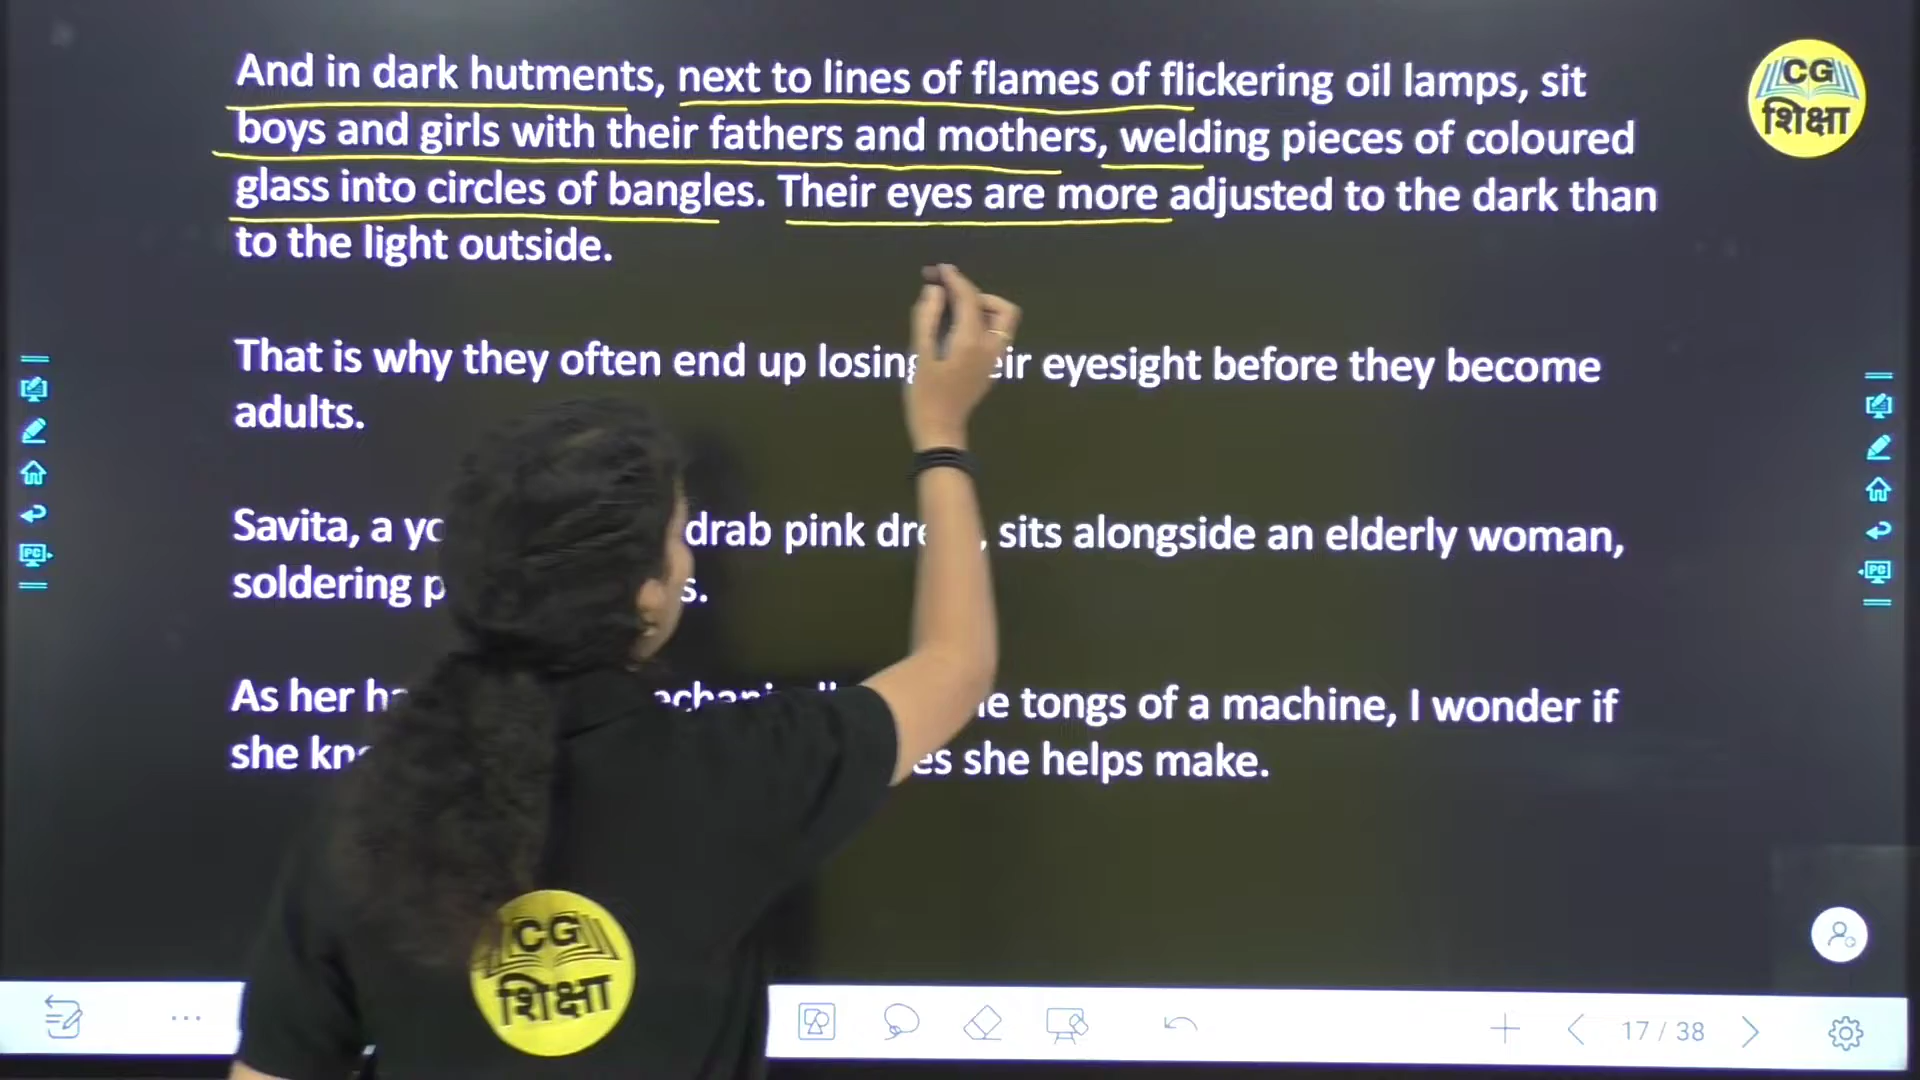 And in dark hutments, next to lines of flames of flickering oil lamps, sit
boys and girls with their fathers and mothers, welding pieces of coloured
glass into circles of bangles. Their eyes are more adjusted to the dark than
to the light outside.
That is why they often end up losing eyesight before they become
adults.
Savita, a drab pink sits alongside an elderly woman,
soldering
As her tongs of a machine, I wonder if
she she helps make.
CG
शिक्षा
CG
शिक्षा
PC
PC
17 / 38